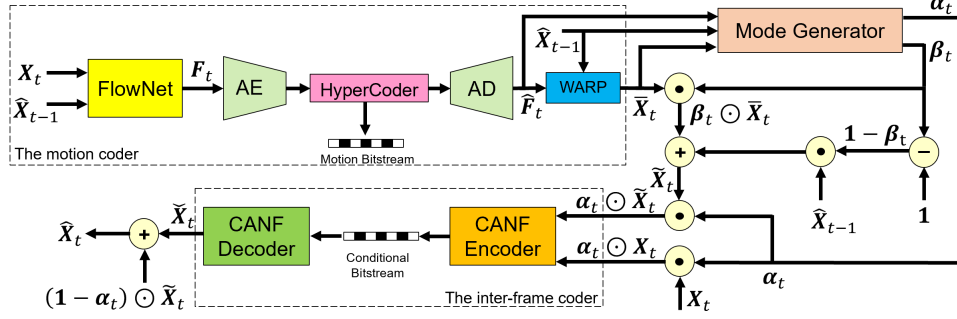 α_t
Mode Generator
X̂_{t−1}
β_t
X_t
F_t
FlowNet
AE
HyperCoder
AD
WARP
X̂_{t−1}
F̂_t
X̄_t
β_t ⊙ X̄_t
Motion Bitstream
The motion coder
1 − β_t
X̃_t
X̂_{t−1}
1
α_t ⊙ X̃_t
X̂_t
X̆_t
CANF
Decoder
CANF
Encoder
Conditional
Bitstream
α_t ⊙ X_t
α_t
(1 − α_t) ⊙ X̃_t
The inter-frame coder
X_t